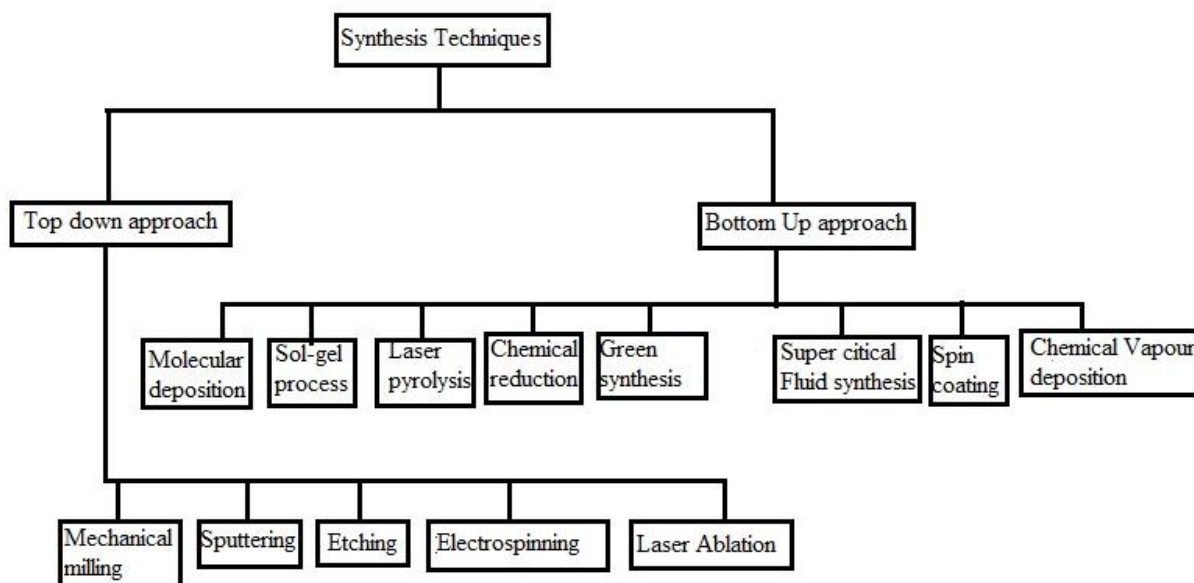 Synthesis Techniques
Top down approach
Bottom Up approach
Molecular
deposition
Sol-gel
process
Laser
pyrolysis
Chemical
reduction
Green
synthesis
Super citical
Fluid synthesis
Spin
coating
Chemical Vapour
deposition
Mechanical
milling
Sputtering
Etching
Electrospinning
Laser Ablation